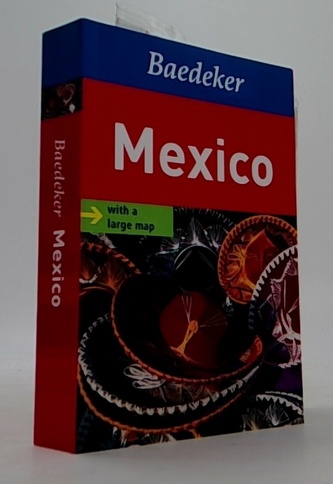 Baedeker
Mexico
with a
large map
Baedeker Mexico